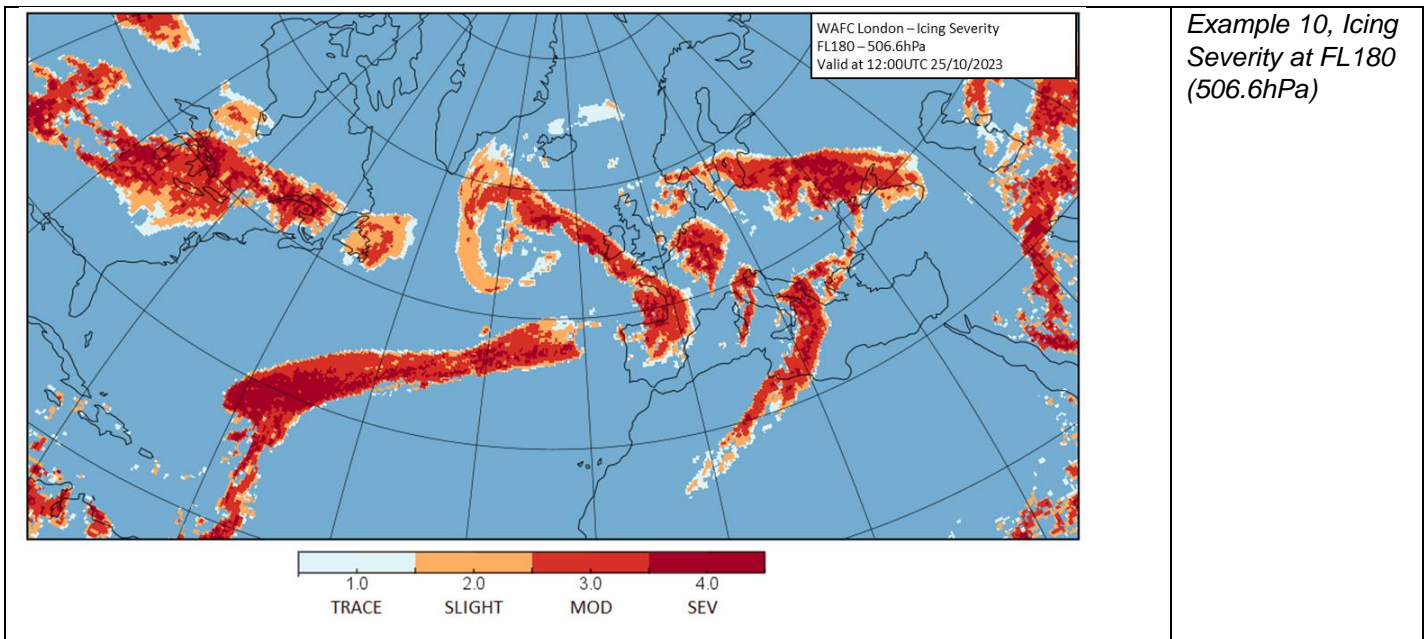 WAFC London – Icing Severity
FL180 – 506.6hPa
Valid at 12:00UTC 25/10/2023
Example 10, Icing
Severity at FL180
(506.6hPa)
1.0 2.0 3.0 4.0
TRACE SLIGHT MOD SEV